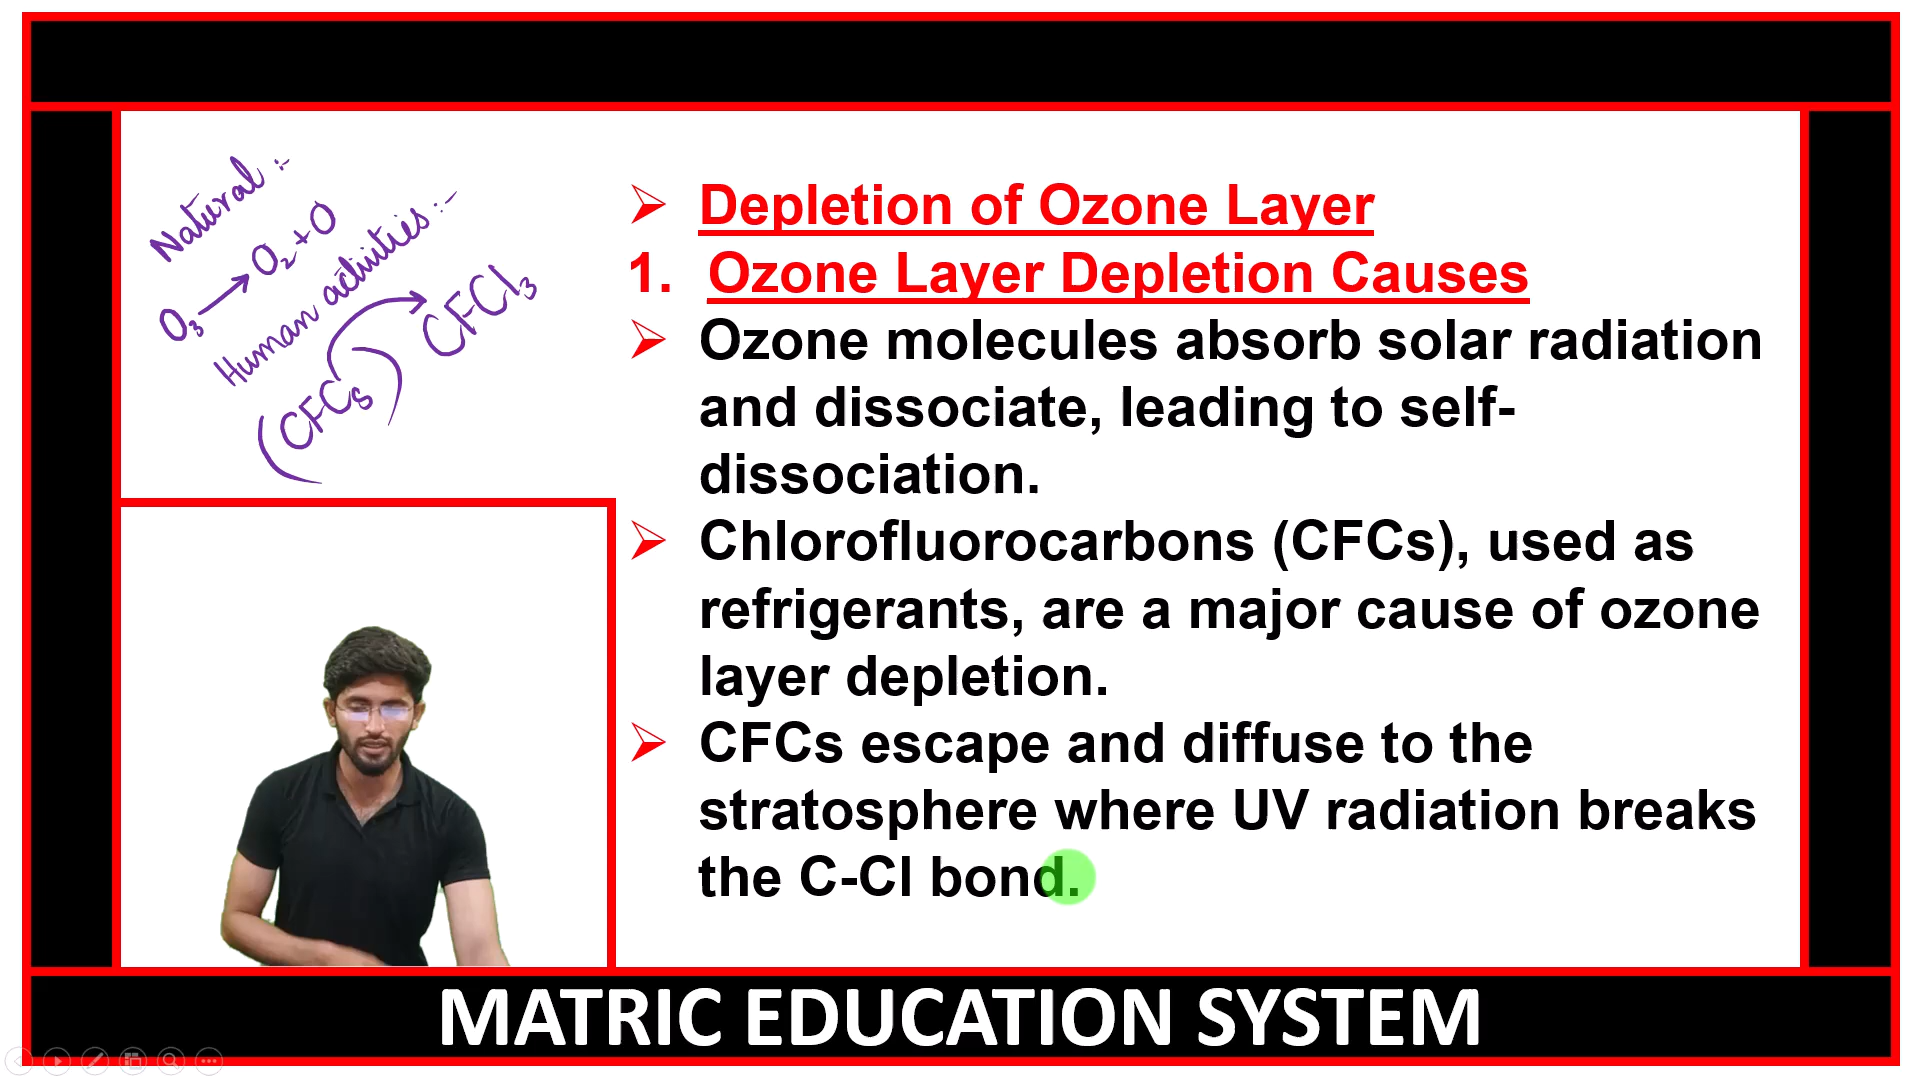 Natural :-
O3 → O2 + O
Human activities :-
(CFCs) → CFCl3
➢ Depletion of Ozone Layer
1. Ozone Layer Depletion Causes
➢ Ozone molecules absorb solar radiation
and dissociate, leading to self-
dissociation.
➢ Chlorofluorocarbons (CFCs), used as
refrigerants, are a major cause of ozone
layer depletion.
➢ CFCs escape and diffuse to the
stratosphere where UV radiation breaks
the C-Cl bond.
MATRIC EDUCATION SYSTEM